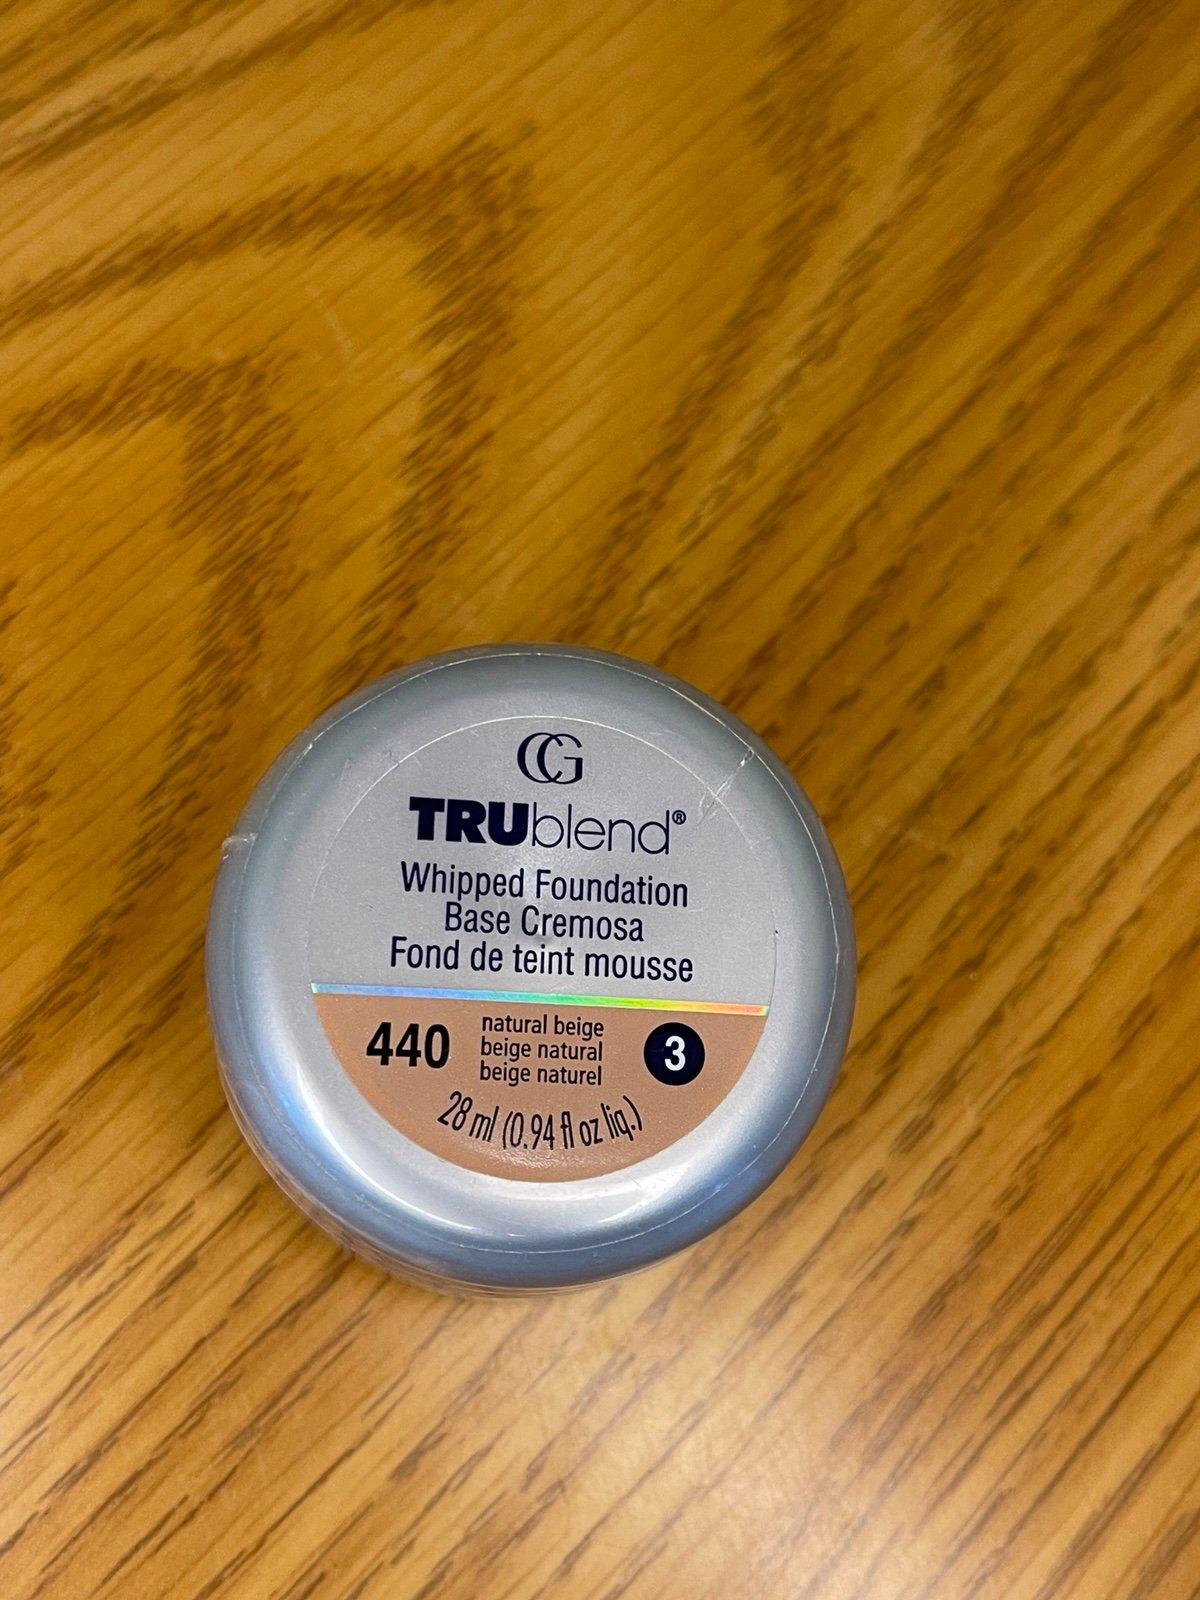 CG
TRUblend®
Whipped Foundation
Base Cremosa
Fond de teint mousse
440
natural beige
beige natural
beige naturel
3
28 ml (0.94 fl oz liq.)